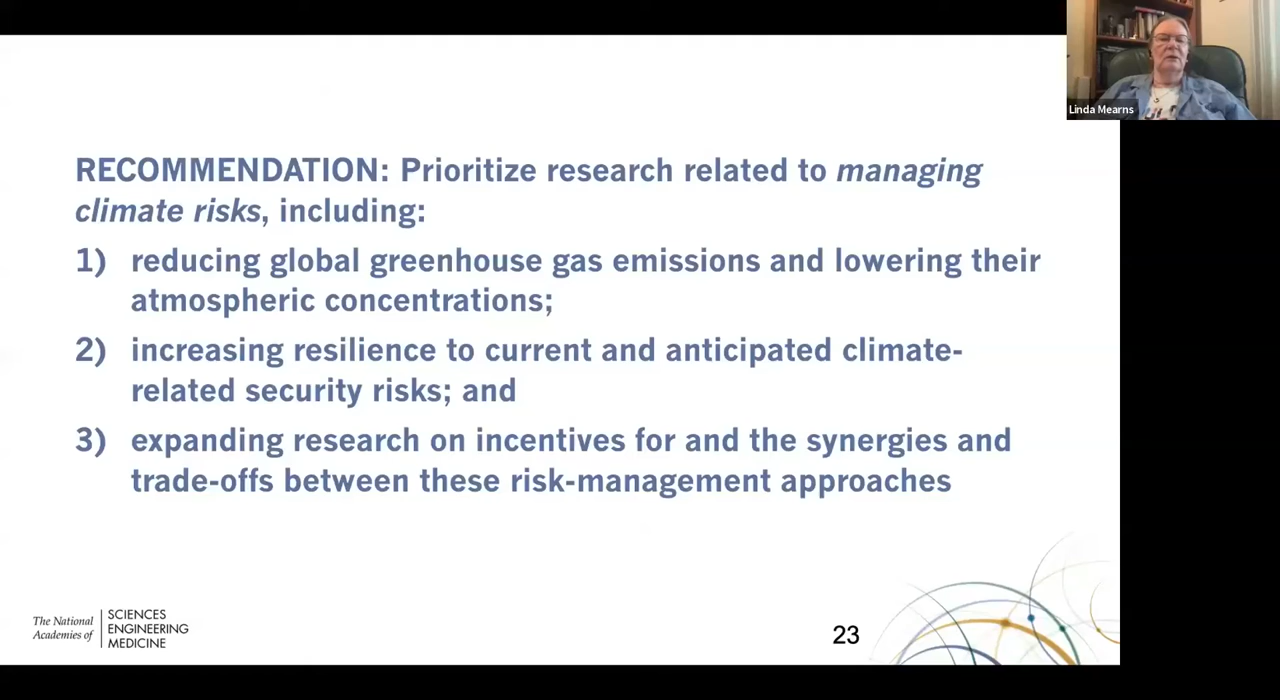 Linda Mearns
RECOMMENDATION: Prioritize research related to managing
climate risks, including:
1) reducing global greenhouse gas emissions and lowering their
atmospheric concentrations;
2) increasing resilience to current and anticipated climate-
related security risks; and
3) expanding research on incentives for and the synergies and
trade-offs between these risk-management approaches
The National
Academies of
SCIENCES
ENGINEERING
MEDICINE
23